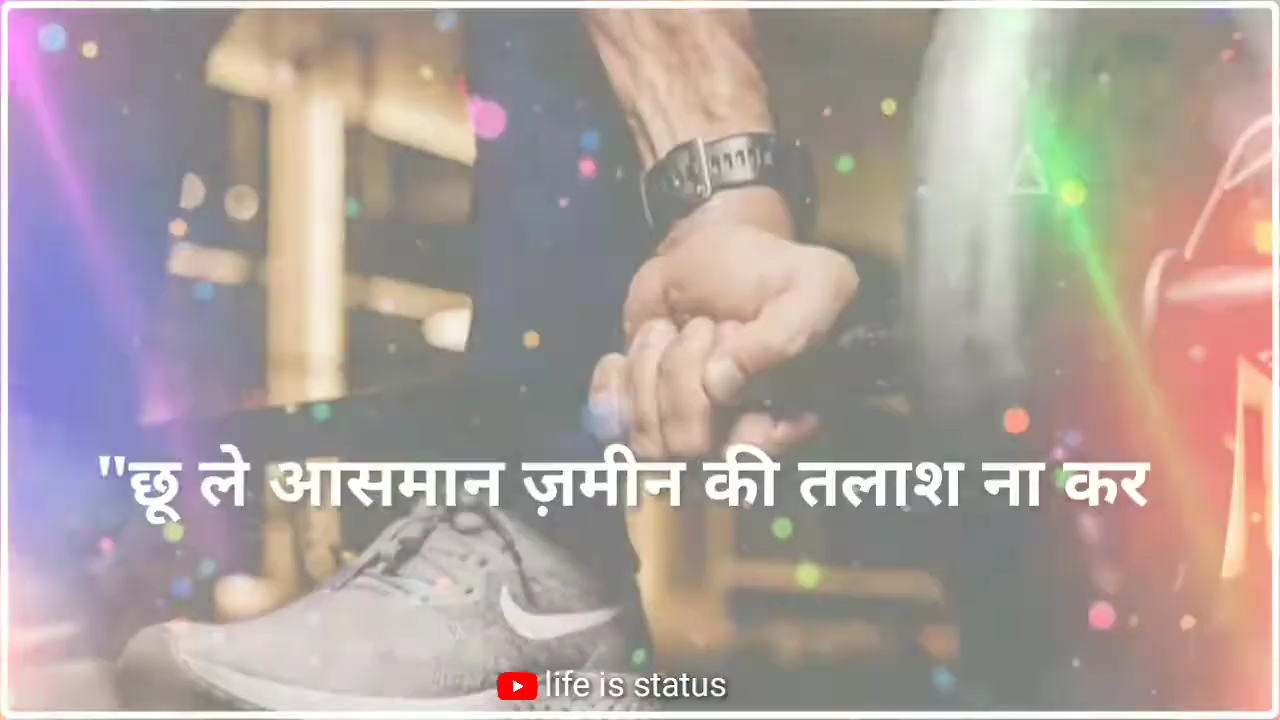 "छू ले आसमान ज़मीन की तलाश ना कर
life is status